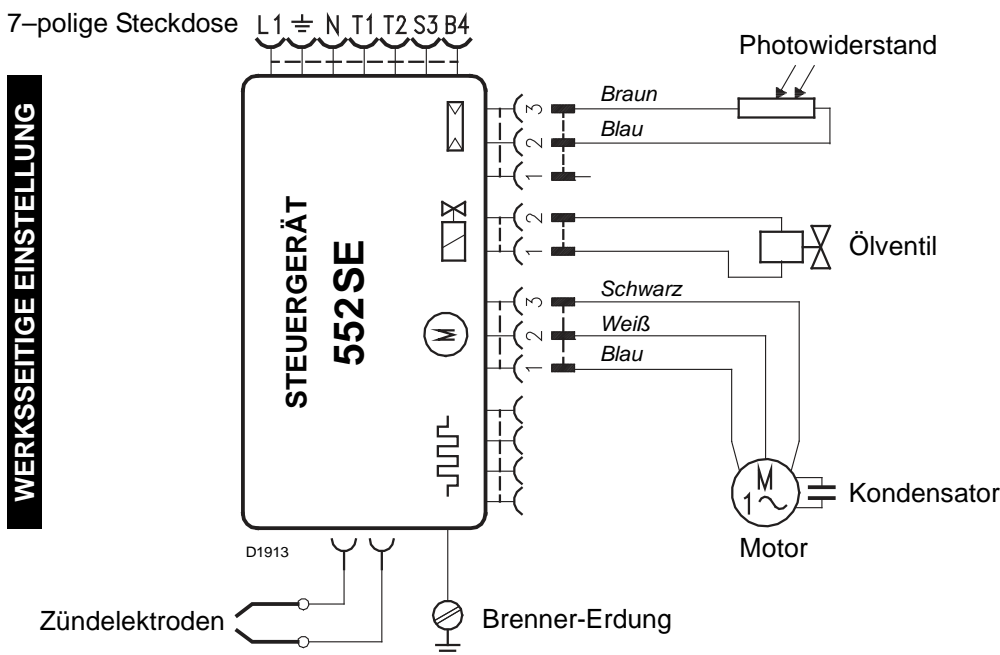 7–polige Steckdose
L1 ⏚ N T1 T2 S3 B4
Photowiderstand
WERKSSEITIGE EINSTELLUNG
STEUERGERÄT
552SE
3
Braun
2
Blau
1
2
1
Ölventil
3
Schwarz
M
2
Weiß
1
Blau
M
1~
Kondensator
Motor
D1913
Zündelektroden
Brenner-Erdung